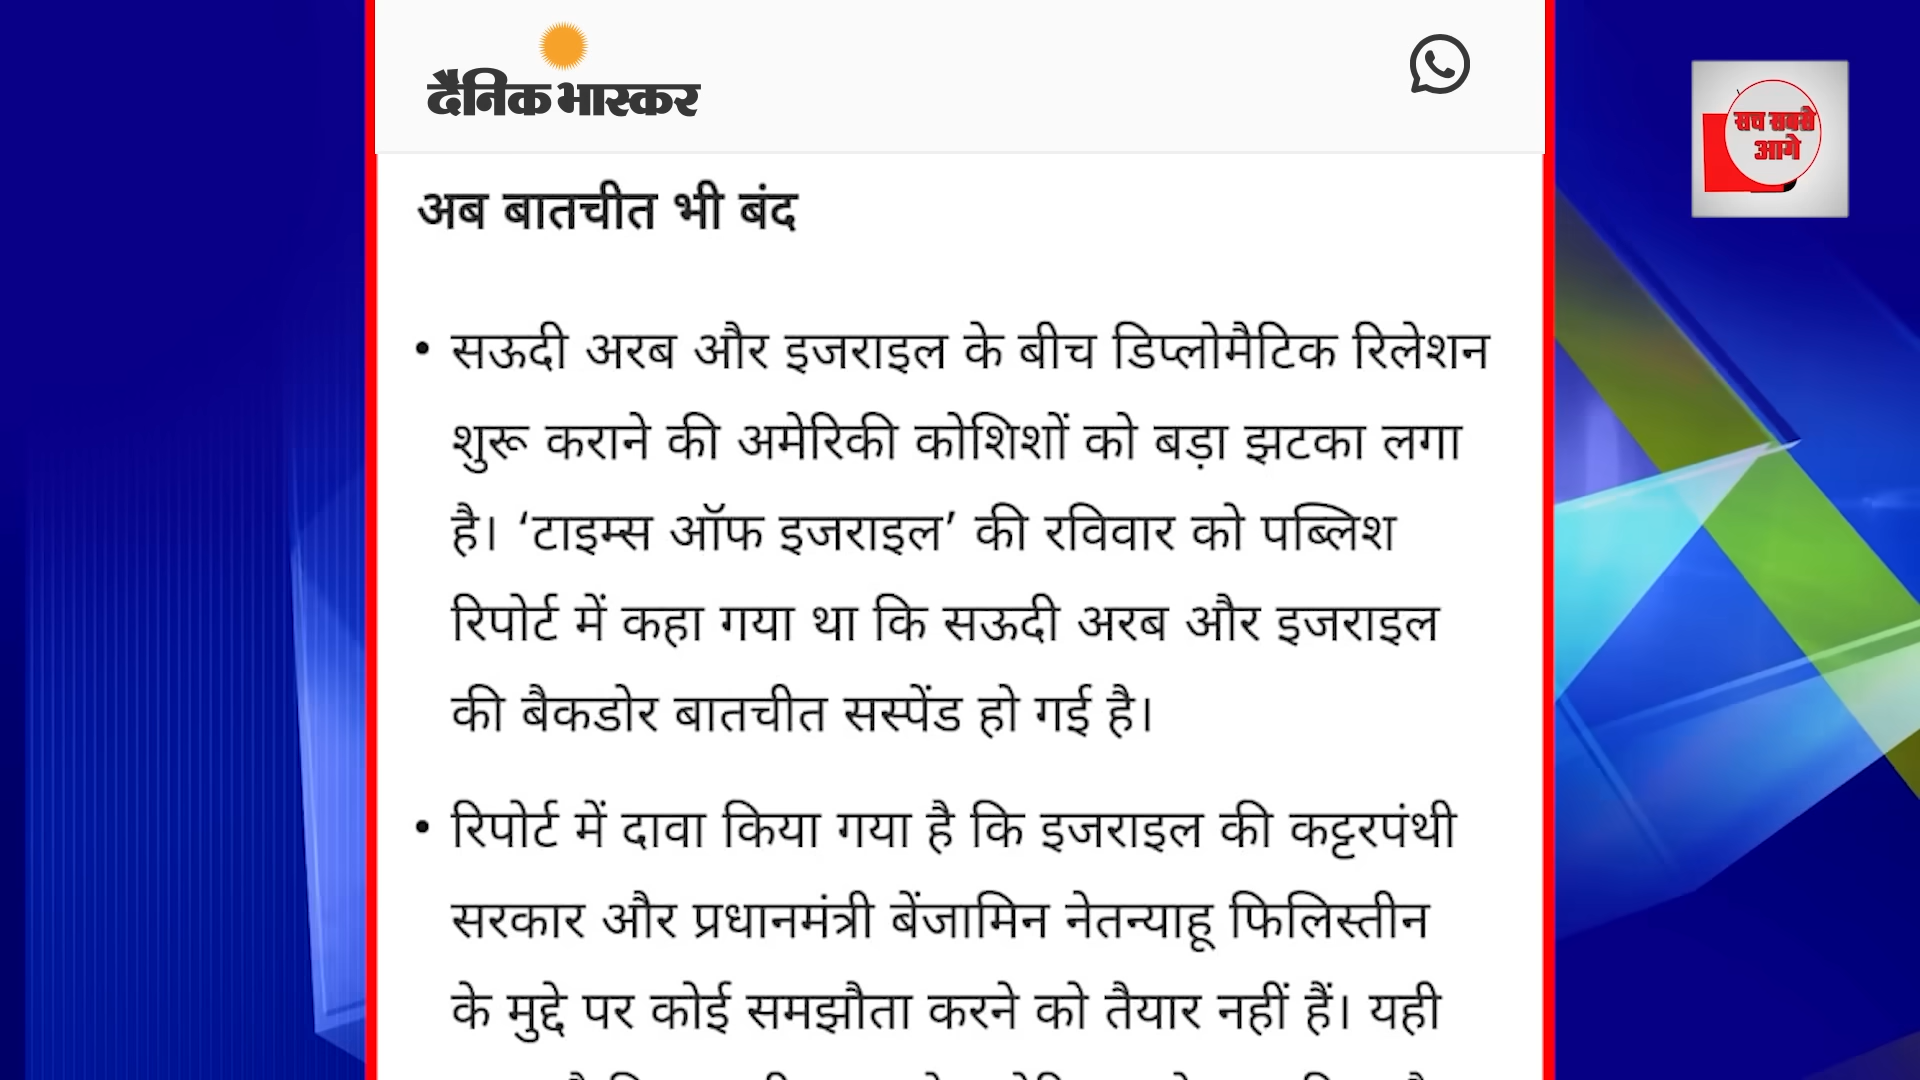 दैनिक भास्कर
सच सबसे
आगे
अब बातचीत भी बंद
• सऊदी अरब और इजराइल के बीच डिप्लोमैटिक रिलेशन
शुरू कराने की अमेरिकी कोशिशों को बड़ा झटका लगा
है। ‘टाइम्स ऑफ इजराइल’ की रविवार को पब्लिश
रिपोर्ट में कहा गया था कि सऊदी अरब और इजराइल
की बैकडोर बातचीत सस्पेंड हो गई है।
• रिपोर्ट में दावा किया गया है कि इजराइल की कट्टरपंथी
सरकार और प्रधानमंत्री बेंजामिन नेतन्याहू फिलिस्तीन
के मुद्दे पर कोई समझौता करने को तैयार नहीं हैं। यही